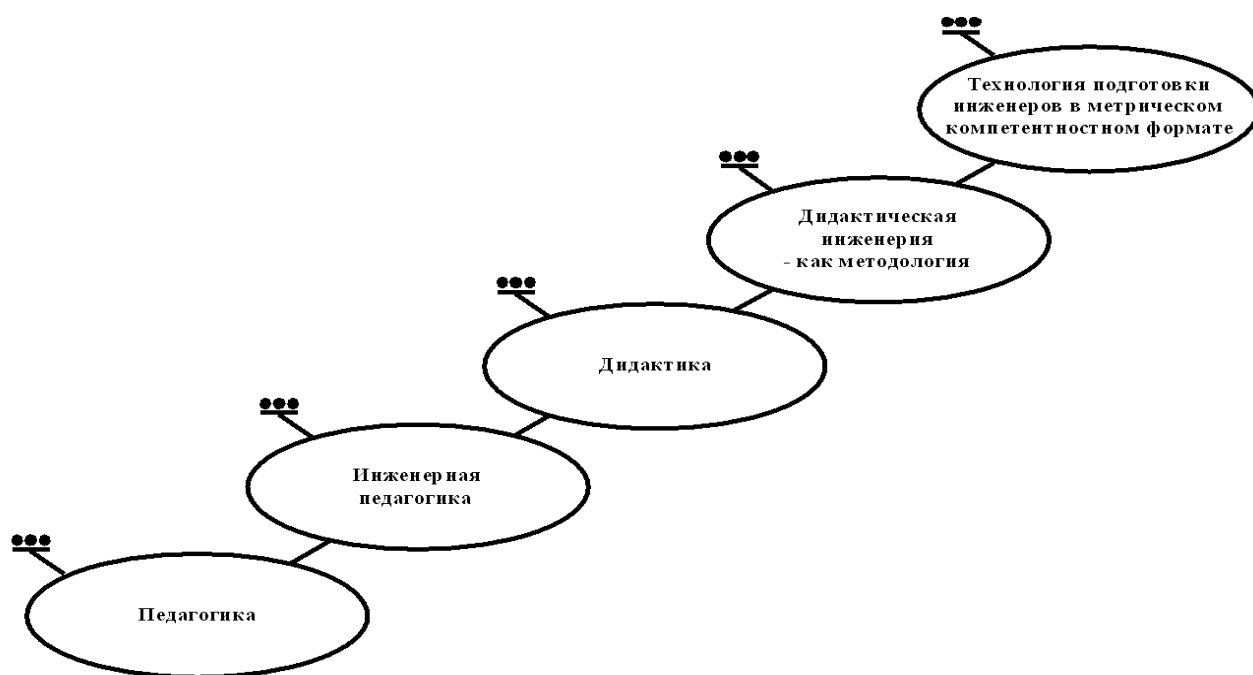 Технология подготовки
инженеров в метрическом
компетентностном формате
Дидактическая
инженерия
- как методология
Дидактика
Инженерная
педагогика
Педагогика